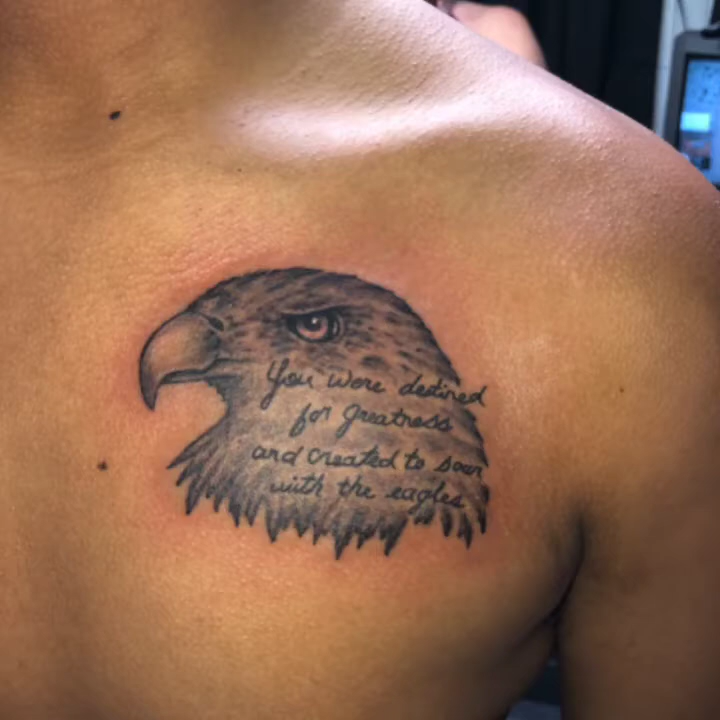 You were destined
for greatness
and created to soar
with the eagles